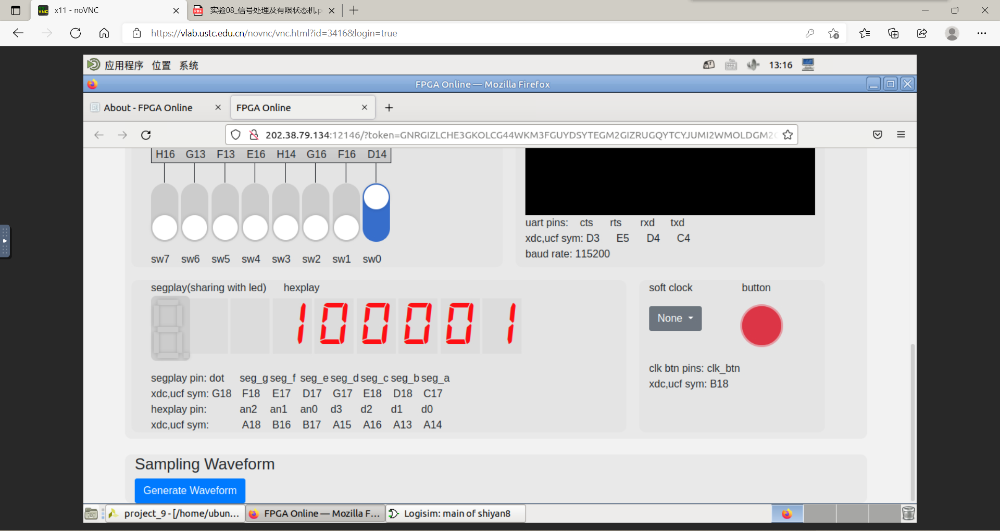 x11 - noVNC
实验08_信号处理及有限状态机.p
https://vlab.ustc.edu.cn/novnc/vnc.html?id=3416&login=true
应用程序 位置 系统
13:16
FPGA Online — Mozilla Firefox
About - FPGA Online
FPGA Online
202.38.79.134:12146/?token=GNRGIZLCHE3GKOLCG44WKM3FGUYDSYTEGM2GIZRUGQYTCYJUMI2WMOLDGM2C
H16 G13 F13 E16 H14 G16 F16 D14
sw7 sw6 sw5 sw4 sw3 sw2 sw1 sw0
uart pins: cts rts rxd txd
xdc,ucf sym: D3 E5 D4 C4
baud rate: 115200
segplay(sharing with led) hexplay
100001
segplay pin: dot seg_g seg_f seg_e seg_d seg_c seg_b seg_a
xdc,ucf sym: G18 F18 E17 D17 G17 E18 D18 C17
hexplay pin: an2 an1 an0 d3 d2 d1 d0
xdc,ucf sym: A18 B16 B17 A15 A16 A13 A14
soft clock button
None
clk btn pins: clk_btn
xdc,ucf sym: B18
Sampling Waveform
Generate Waveform
project_9 - [/home/ubun...
FPGA Online — Mozilla F...
Logisim: main of shiyan8